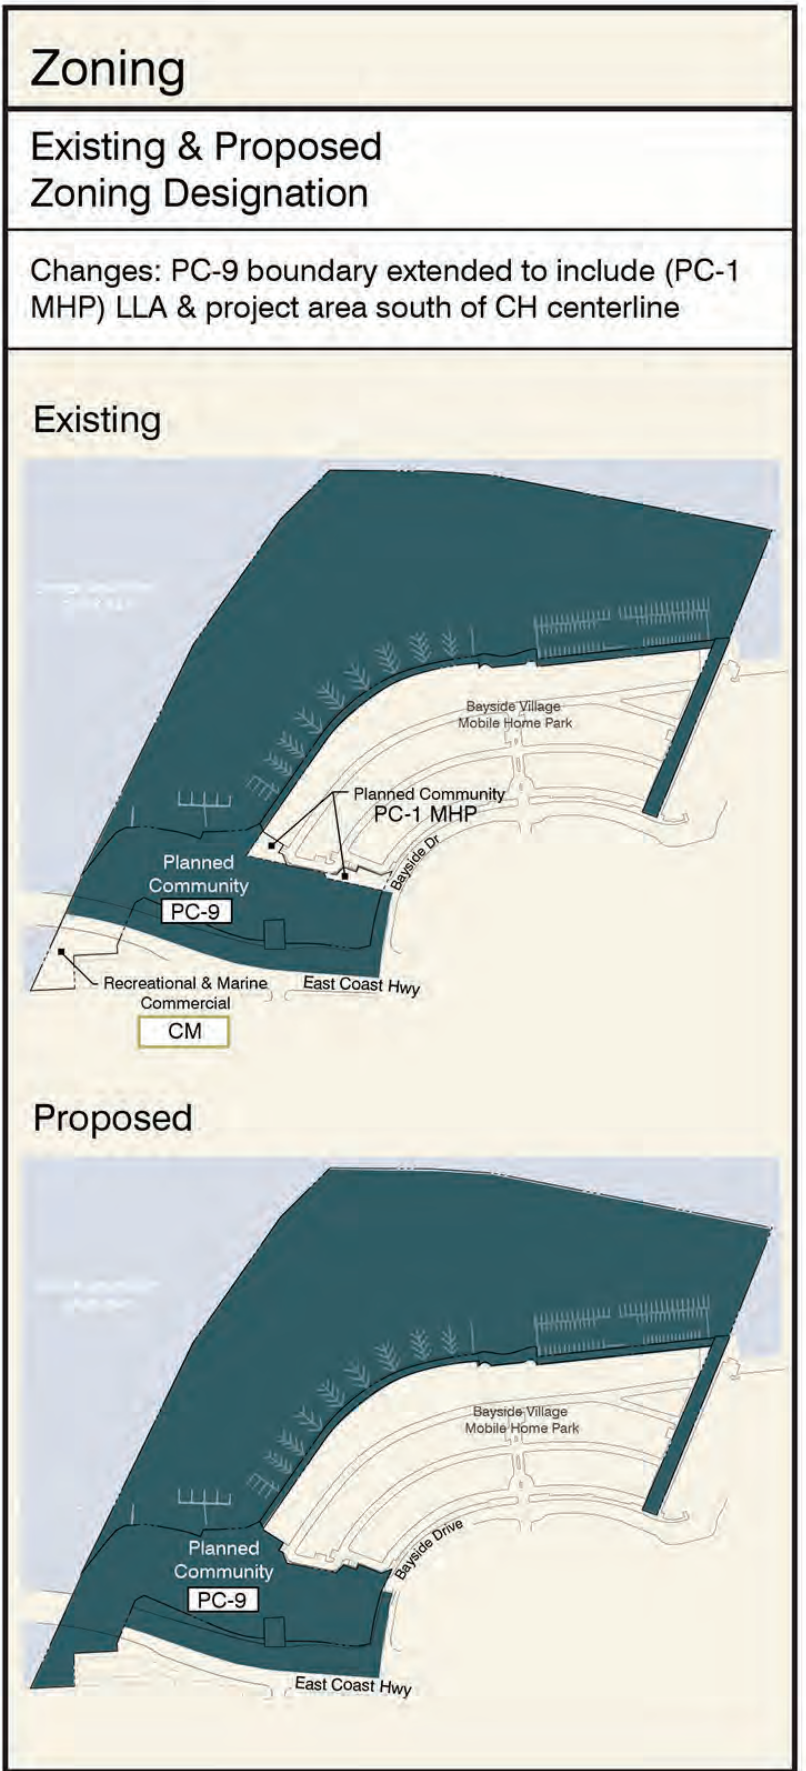 Zoning
Existing & Proposed
Zoning Designation
Changes: PC-9 boundary extended to include (PC-1
MHP) LLA & project area south of CH centerline
Existing
Bayside Village
Mobile Home Park
Planned Community
PC-1 MHP
Bayside Dr
Planned
Community
PC-9
Recreational & Marine
Commercial
CM
East Coast Hwy
Proposed
Bayside Village
Mobile Home Park
Bayside Drive
Planned
Community
PC-9
East Coast Hwy